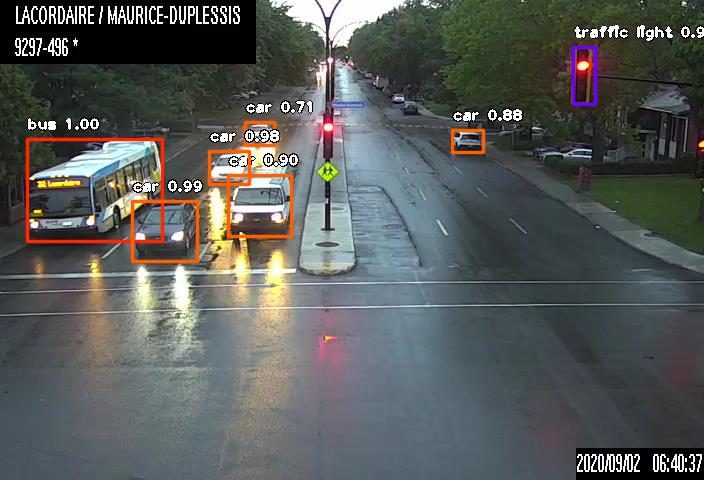 LACORDAIRE / MAURICE-DUPLESSIS
9297-496 *
traffic light 0.9
car 0.71
car 0.88
bus 1.00
car 0.98
car 0.90
car 0.99
2020/09/02 06:40:37